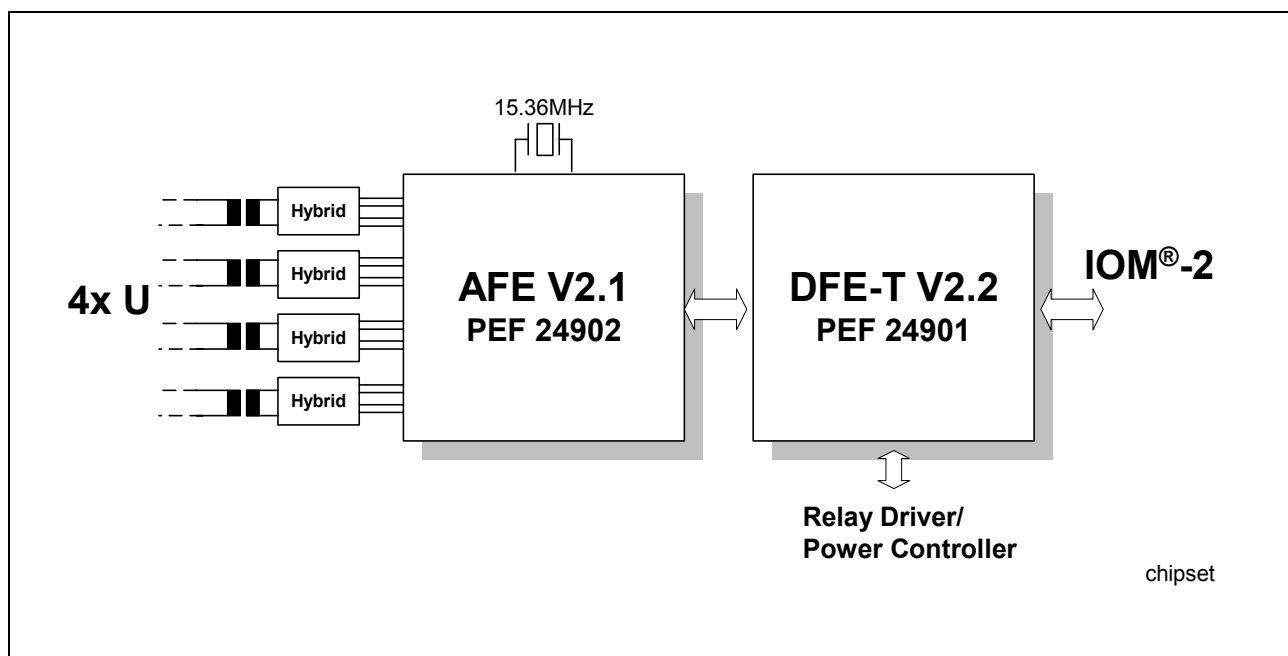 15.36MHz
Hybrid
Hybrid
Hybrid
Hybrid
4x U
AFE V2.1
PEF 24902
DFE-T V2.2
PEF 24901
IOM®-2
Relay Driver/
Power Controller
chipset